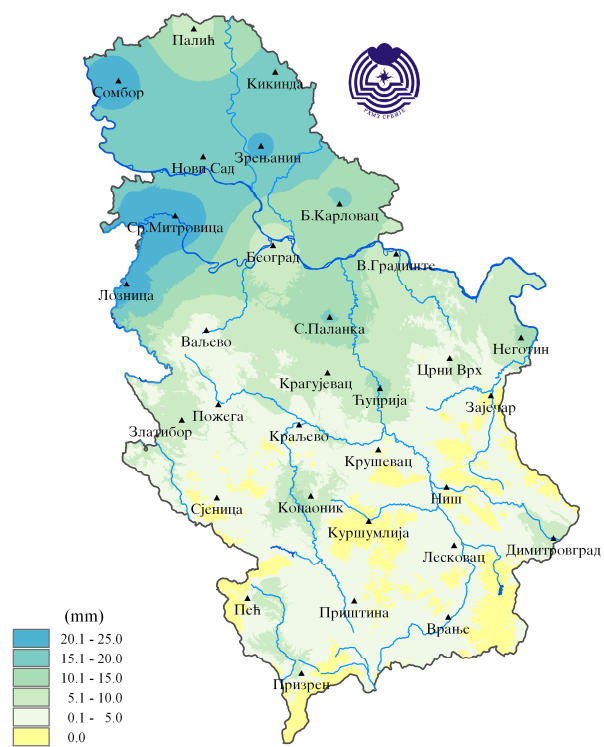 Палић
Сомбор
Кикинда
РХМЗ СРБИЈЕ
Зрењанин
Нови Сад
Б.Карловац
Ср.Митровица
Београд
В.Градиште
Лозница
С.Паланка
Ваљево
Неготин
Црни Врх
Крагујевац
Ћуприја
Зајечар
Пожега
Златибор
Краљево
Крушевац
Ниш
Сјеница
Копаоник
Куршумлија
Димитровград
Лесковац
Пећ
Приштина
Врање
Призрен
(mm)
20.1 - 25.0
15.1 - 20.0
10.1 - 15.0
5.1 - 10.0
0.1 - 5.0
0.0